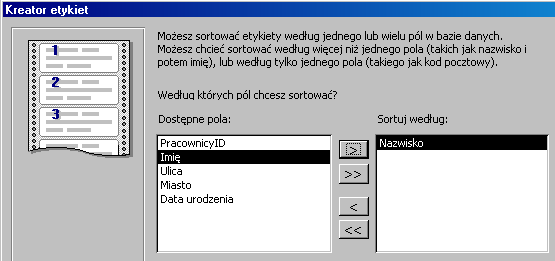 Kreator etykiet
1
2
3
Możesz sortować etykiety według jednego lub wielu pól w bazie danych.
Możesz chcieć sortować według więcej niż jednego pola (takich jak nazwisko i
potem imię), lub według tylko jednego pola (takiego jak kod pocztowy).
Według których pól chcesz sortować?
Dostępne pola:
Sortuj według:
PracownicyID
Imię
Ulica
Miasto
Data urodzenia
>
>>
<
<<
Nazwisko